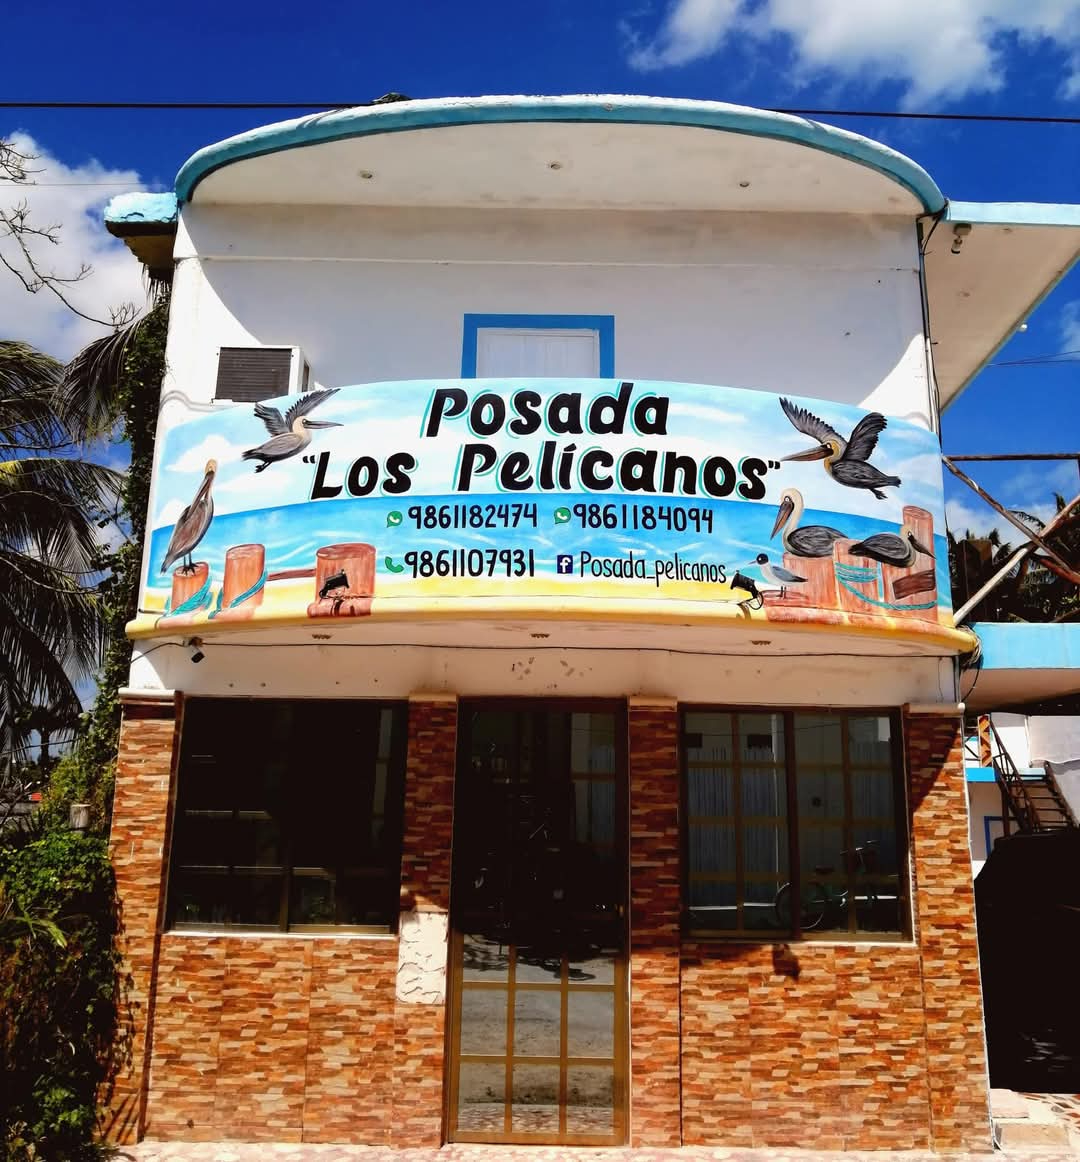 Posada
"Los Pelícanos"
9861182474 9861184094
9861107931 f Posada_pelicanos